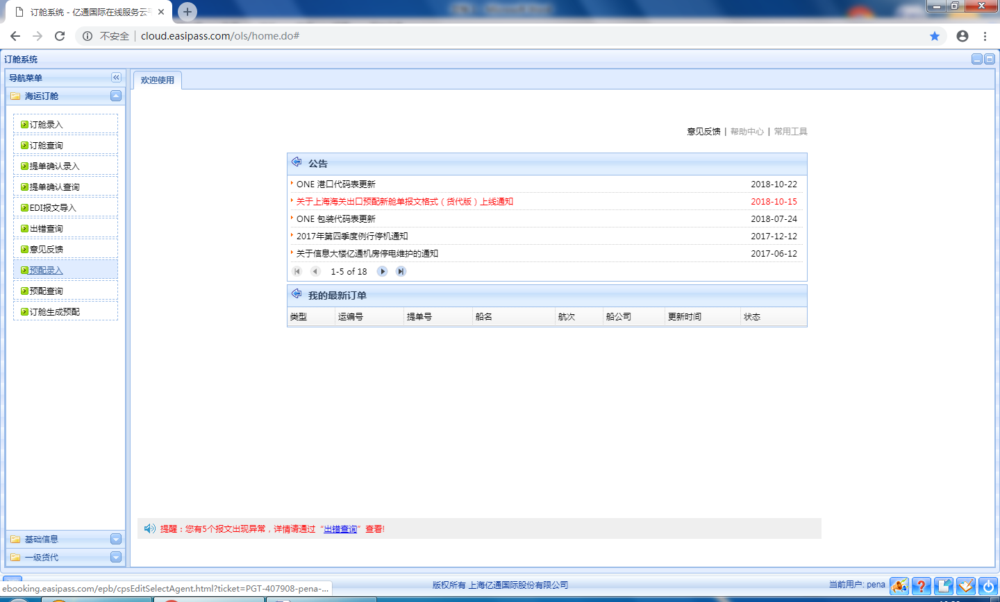 订舱系统 - 亿通国际在线服务云
不安全 cloud.easipass.com/ols/home.do#
订舱系统
导航菜单
海运订舱
订舱录入
订舱查询
提单确认录入
提单确认查询
EDI报文导入
出错查询
意见反馈
预配录入
预配查询
订舱生成预配
基础信息
一级货代
欢迎使用
意见反馈 | 帮助中心 | 常用工具
公告
ONE 港口代码表更新 2018-10-22
关于上海海关出口预配新舱单报文格式（货代版）上线通知 2018-10-15
ONE 包装代码表更新 2018-07-24
2017年第四季度例行停机通知 2017-12-12
关于信息大楼亿通机房停电维护的通知 2017-06-12
1-5 of 18
我的最新订单
类型 运编号 提单号 船名 航次 船公司 更新时间 状态
提醒：您有5个报文出现异常，详情请通过“出错查询”查看!
版权所有 上海亿通国际股份有限公司
当前用户: pena
ebooking.easipass.com/epb/cpsEditSelectAgent.html?ticket=PGT-407908-pena-...